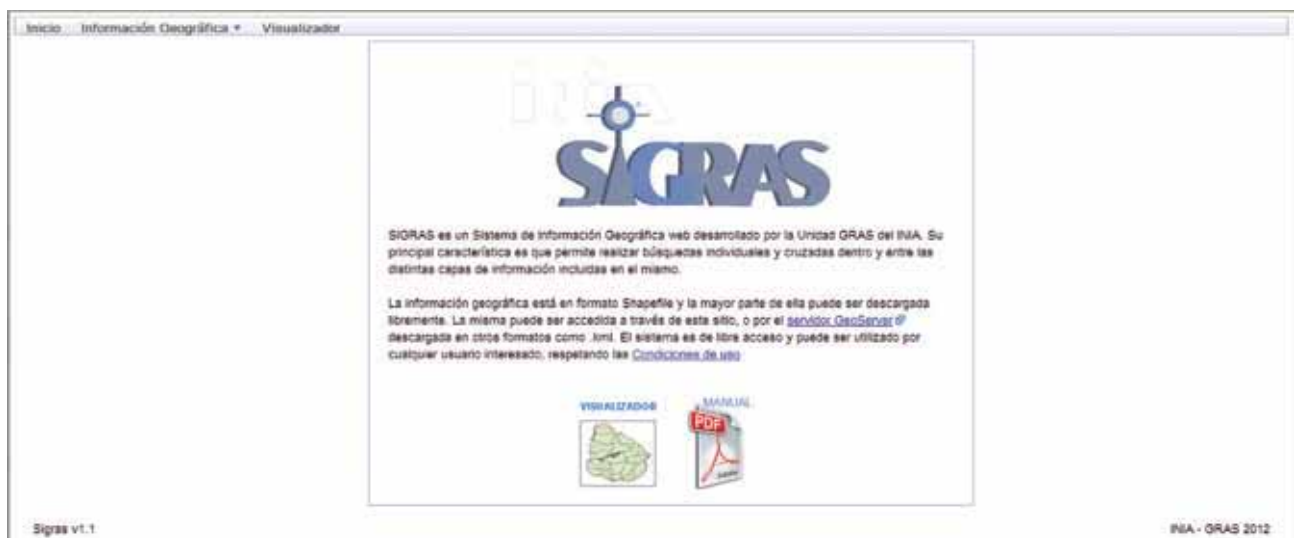 Inicio Información Geográfica Visualizador
inia
SIGRAS
SIGRAS es un Sistema de Información Geográfica web desarrollado por la Unidad GRAS del INIA. Su
principal característica es que permite realizar búsquedas individuales y cruzadas dentro y entre las
distintas capas de información incluidas en el mismo.
La información geográfica está en formato Shapefile y la mayor parte de ella puede ser descargada
libremente. La misma puede ser accedida a través de este sitio, o por el servidor GeoServer
descargada en otros formatos como .kml. El sistema es de libre acceso y puede ser utilizado por
cualquier usuario interesado, respetando las Condiciones de uso
VISUALIZADOR MANUAL
PDF
Adobe
Sigras v1.1 INIA - GRAS 2012